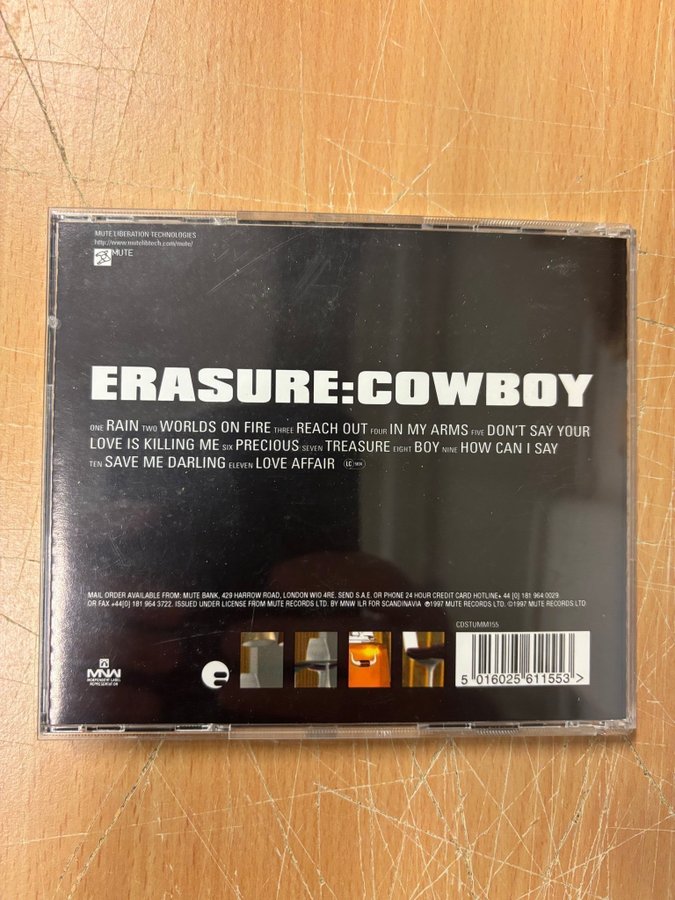 MUTE LIBERATION TECHNOLOGIES
http://www.mutelibtech.com/mute/
MUTE
ERASURE:COWBOY
ONE RAIN TWO WORLDS ON FIRE THREE REACH OUT FOUR IN MY ARMS FIVE DON'T SAY YOUR
LOVE IS KILLING ME SIX PRECIOUS SEVEN TREASURE EIGHT BOY NINE HOW CAN I SAY
TEN SAVE ME DARLING ELEVEN LOVE AFFAIR LC
MAIL ORDER AVAILABLE FROM: MUTE BANK, 429 HARROW ROAD, LONDON W10 4RE. SEND S.A.E. OR PHONE 24 HOUR CREDIT CARD HOTLINE+ 44 [0] 181 964 0029
OR FAX +44[0] 181 964 3722. ISSUED UNDER LICENSE FROM MUTE RECORDS LTD. BY MNW ILR FOR SCANDINAVIA ℗1997 MUTE RECORDS LTD. ©1997 MUTE RECORDS LTD
CDSTUMM155
MNW
INDEPENDENT LABEL
REPRESENTATION
e
5 016025 611553 >